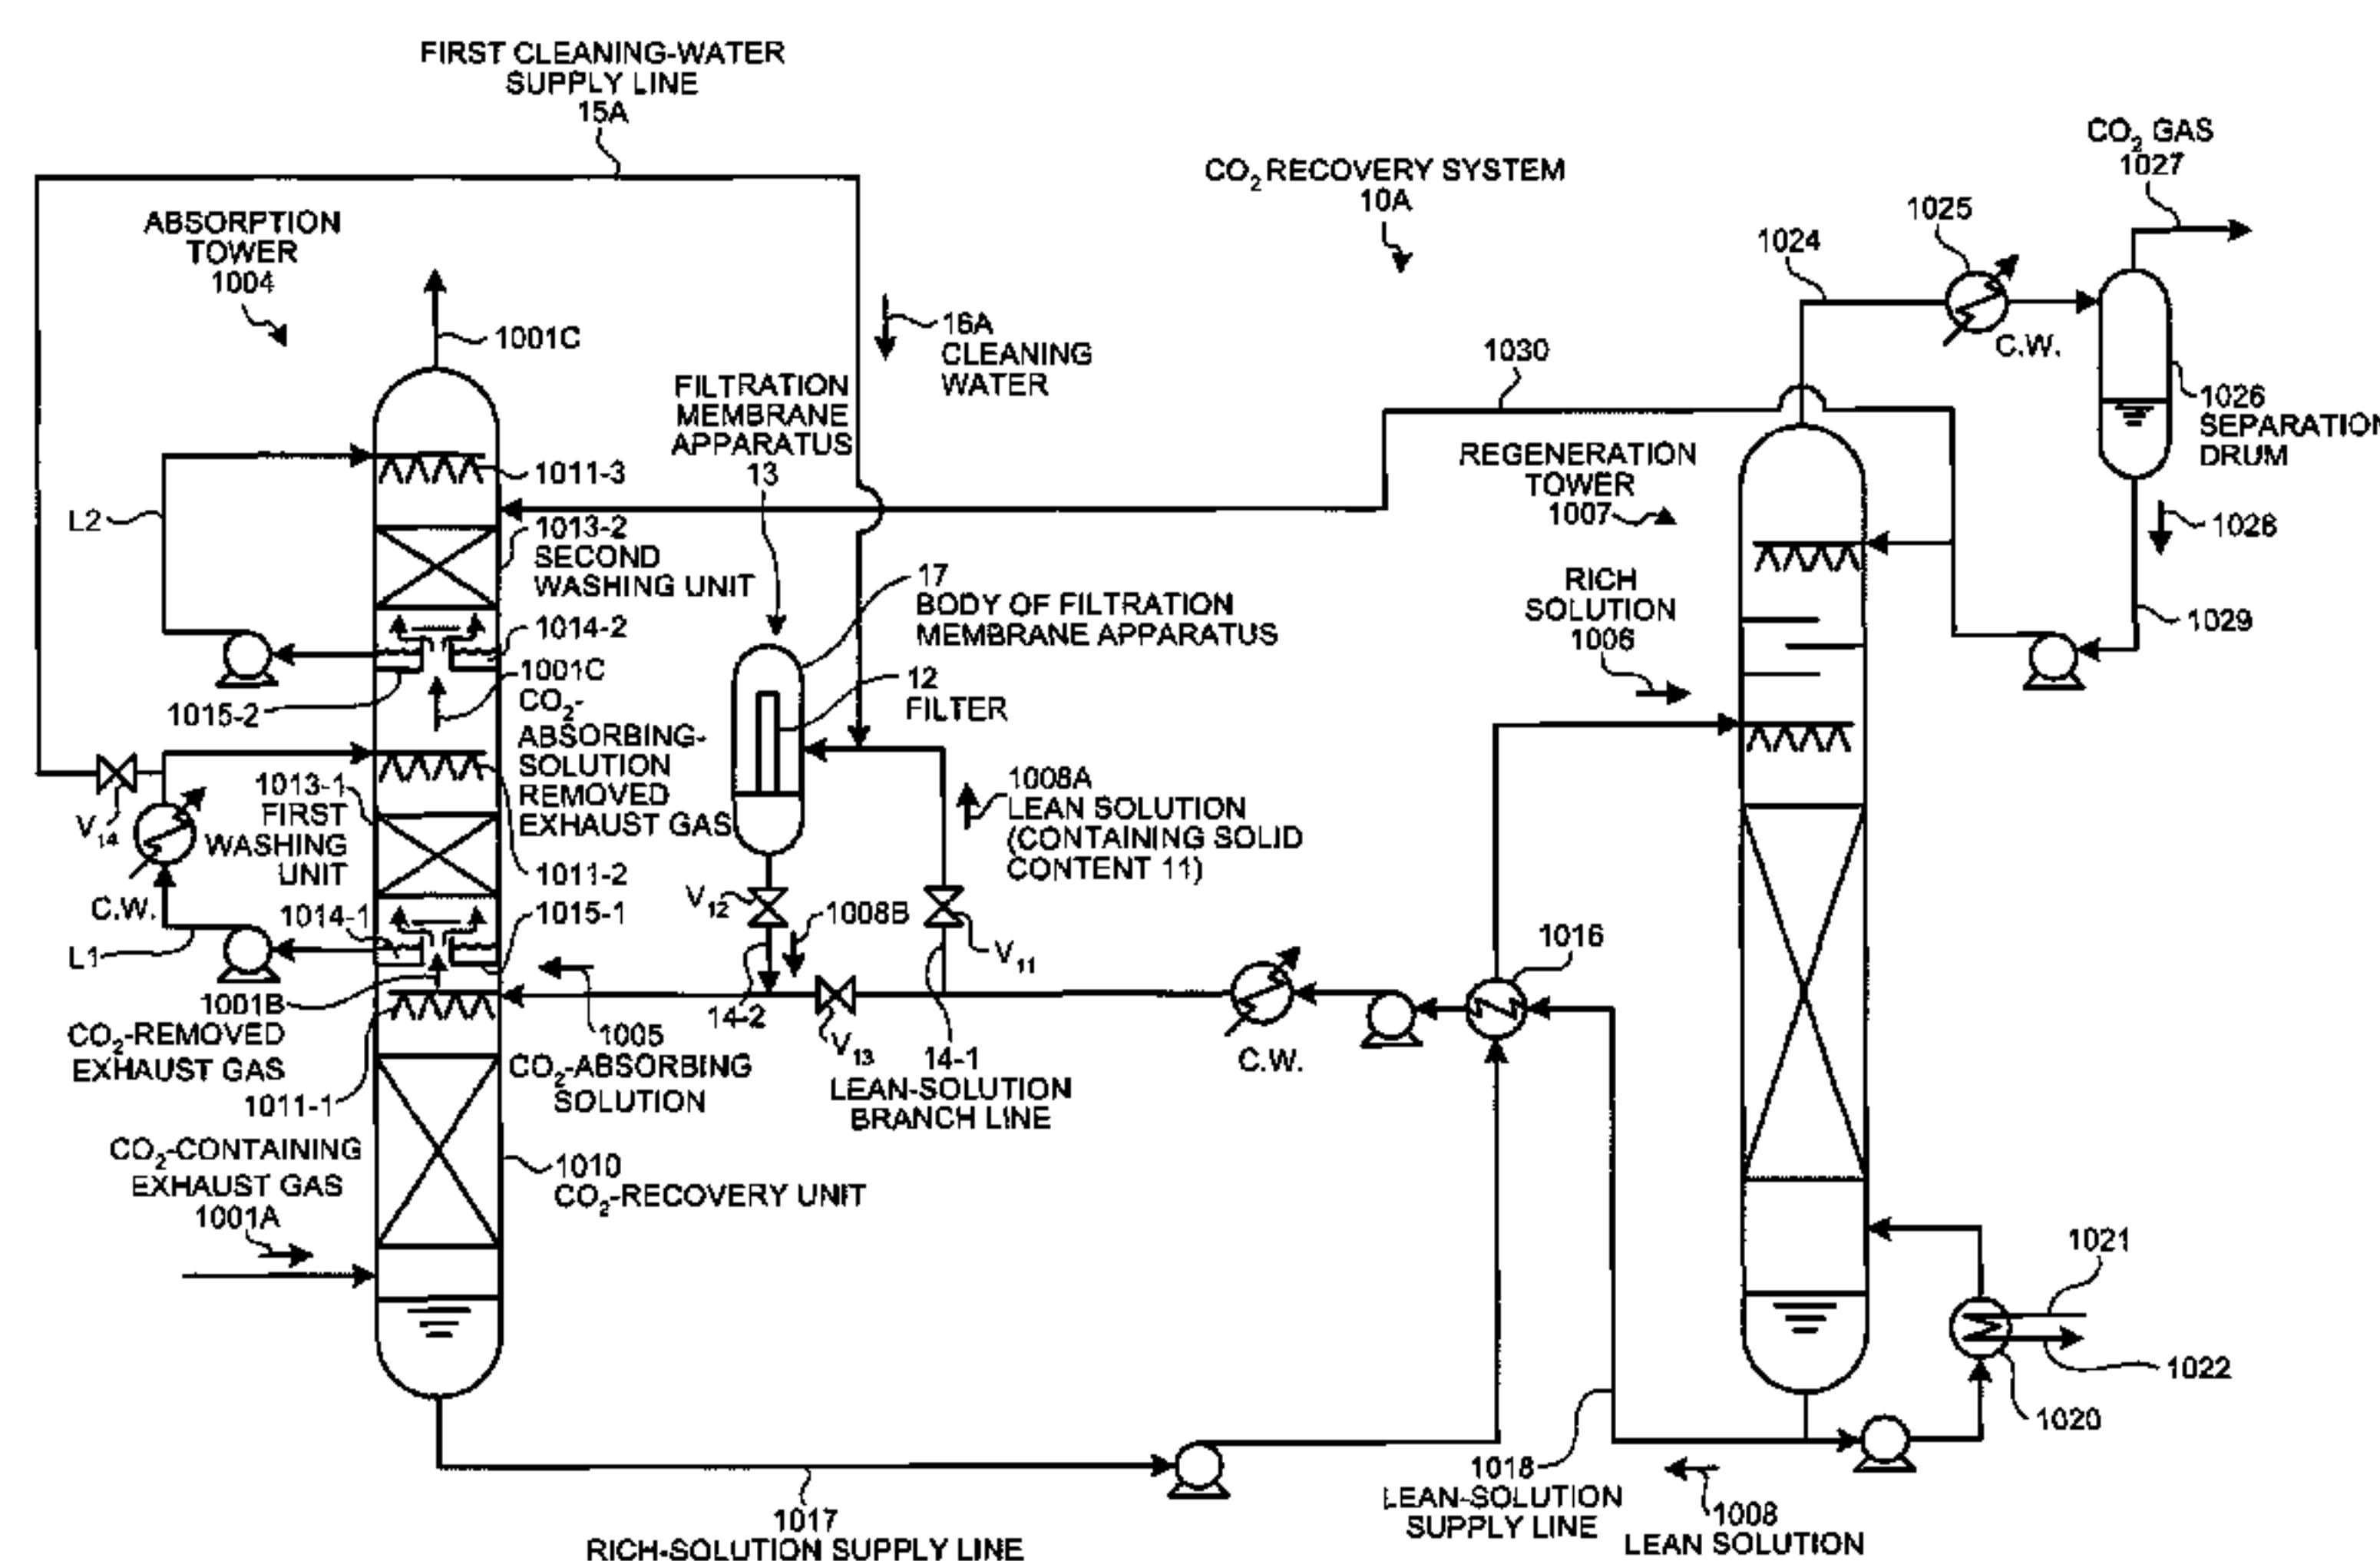 FIRST CLEANING-WATER
SUPPLY LINE
15A
CO2 RECOVERY SYSTEM
10A
CO2 GAS
1027
1025
1024
C.W.
1026
SEPARATION
DRUM
1028
1029
ABSORPTION
TOWER
1004
1001C
16A
CLEANING
WATER
1030
FILTRATION
MEMBRANE
APPARATUS
13
REGENERATION
TOWER
1007
1011-3
L2
1013-2
SECOND
WASHING UNIT
17
BODY OF FILTRATION
MEMBRANE APPARATUS
RICH
SOLUTION
1006
1014-2
1015-2
1001C
CO2-
ABSORBING-
SOLUTION
REMOVED
EXHAUST GAS
12
FILTER
1008A
LEAN SOLUTION
(CONTAINING SOLID
CONTENT 11)
V14
1013-1
FIRST
WASHING
UNIT
1011-2
C.W.
1014-1
1015-1
L1
V12
1008B
V11
1016
1001B
CO2-REMOVED
EXHAUST GAS
1011-1
1005
CO2-ABSORBING
SOLUTION
14-2
V13
14-1
LEAN-SOLUTION
BRANCH LINE
C.W.
CO2-CONTAINING
EXHAUST GAS
1001A
1010
CO2-RECOVERY UNIT
1021
1022
1020
1018
LEAN-SOLUTION
SUPPLY LINE
1008
LEAN SOLUTION
1017
RICH-SOLUTION SUPPLY LINE